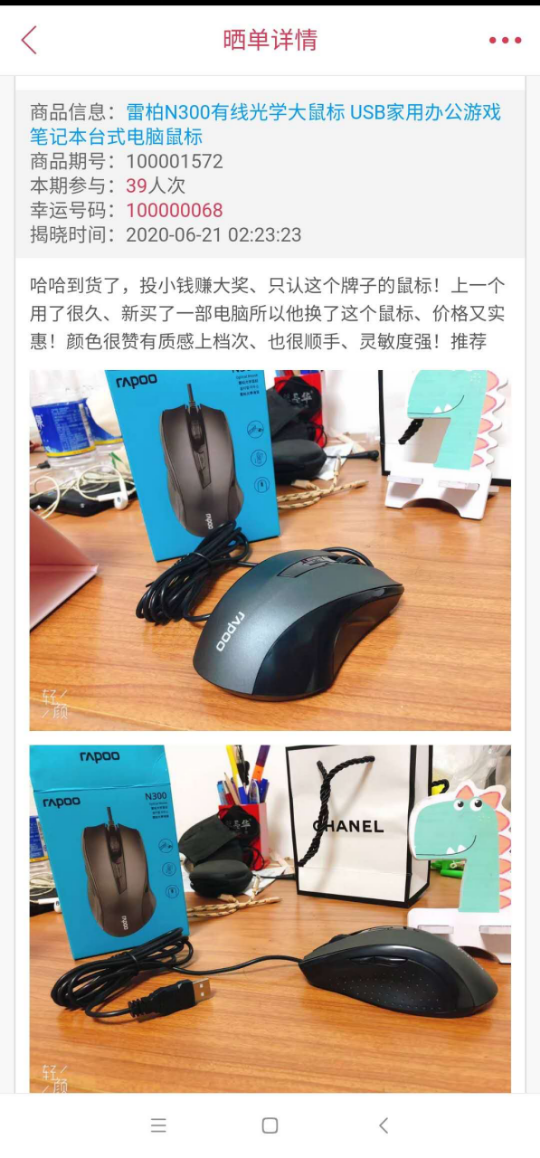 晒单详情
商品信息：雷柏N300有线光学大鼠标 USB家用办公游戏
笔记本台式电脑鼠标
商品期号：100001572
本期参与：39人次
幸运号码：100000068
揭晓时间：2020-06-21 02:23:23
哈哈到货了，投小钱赚大奖、只认这个牌子的鼠标！上一个
用了很久、新买了一部电脑所以他换了这个鼠标、价格又实
惠！颜色很赞有质感上档次、也很顺手、灵敏度强！推荐
rapoo
rapoo
rapoo
轻颜
rapoo
rapoo
N300
rapoo
CHANEL
轻颜